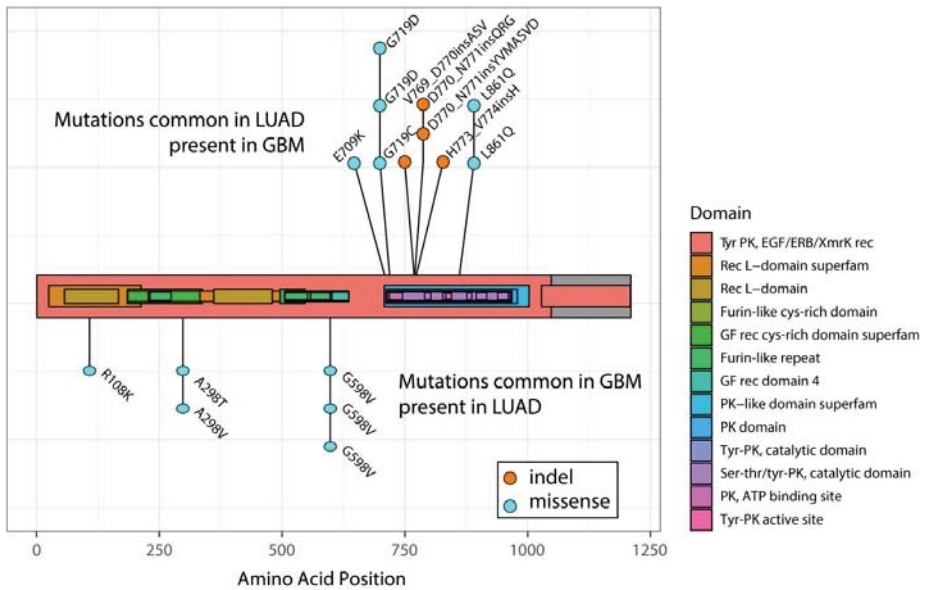 G719D
G719D
G719C
E709K
V769_D770insASV
D770_N771insQRG
D770_N771insYVMASVD
H773_V774insH
L861Q
L861Q
Mutations common in LUAD
present in GBM
R108K
A298T
A298V
G598V
G598V
G598V
Mutations common in GBM
present in LUAD
indel
missense
0
250
500
750
1000
1250
Amino Acid Position
Domain
Tyr PK, EGF/ERB/XmrK rec
Rec L-domain superfam
Rec L-domain
Furin-like cys-rich domain
GF rec cys-rich domain superfam
Furin-like repeat
GF rec domain 4
PK-like domain superfam
PK domain
Tyr-PK, catalytic domain
Ser-thr/tyr-PK, catalytic domain
PK, ATP binding site
Tyr-PK active site